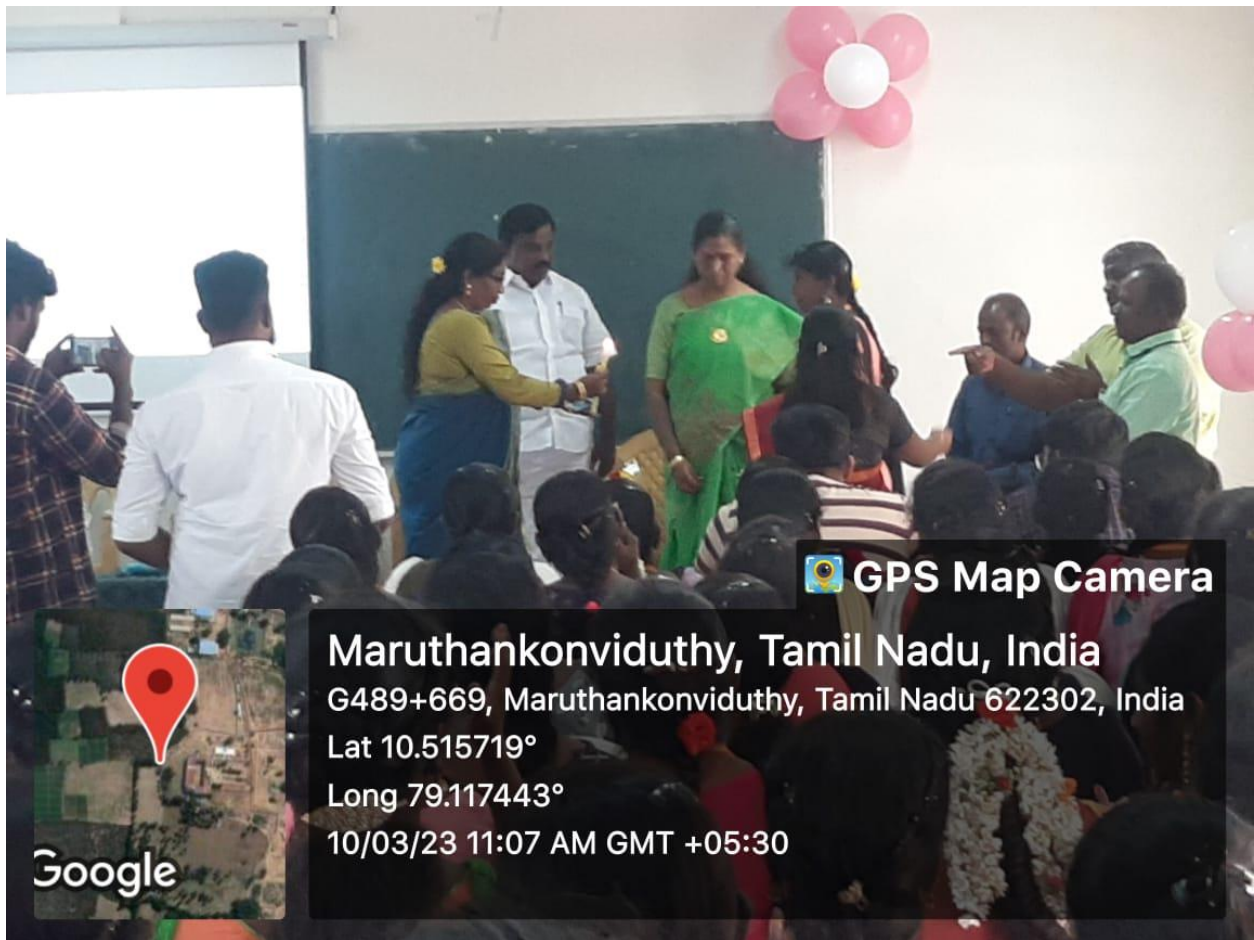 GPS Map Camera
Maruthankonviduthy, Tamil Nadu, India
G489+669, Maruthankonviduthy, Tamil Nadu 622302, India
Lat 10.515719°
Long 79.117443°
10/03/23 11:07 AM GMT +05:30
Google